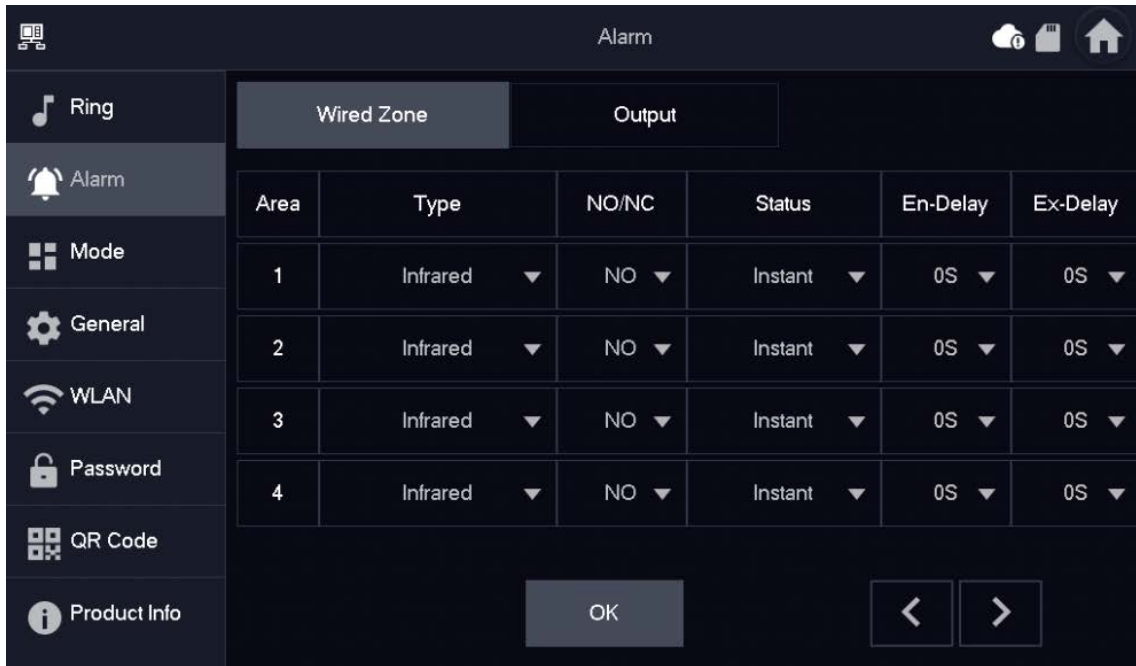 Alarm
Ring
Alarm
Mode
General
WLAN
Password
QR Code
Product Info
Wired Zone Output
Area Type NO/NC Status En-Delay Ex-Delay
1 Infrared NO Instant 0S 0S
2 Infrared NO Instant 0S 0S
3 Infrared NO Instant 0S 0S
4 Infrared NO Instant 0S 0S
OK